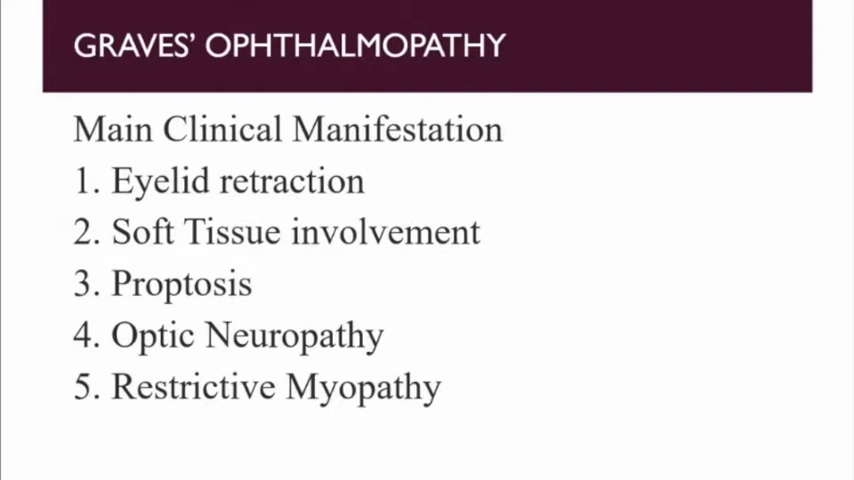 GRAVES’ OPHTHALMOPATHY
Main Clinical Manifestation
1. Eyelid retraction
2. Soft Tissue involvement
3. Proptosis
4. Optic Neuropathy
5. Restrictive Myopathy